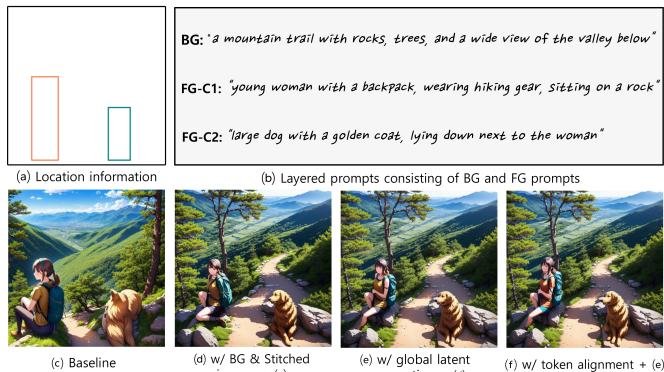 BG: "a mountain trail with rocks, trees, and a wide view of the valley below"
FG-C1: "young woman with a backpack, wearing hiking gear, sitting on a rock"
FG-C2: "large dog with a golden coat, lying down next to the woman"
(a) Location information
(b) Layered prompts consisting of BG and FG prompts
(c) Baseline
(d) w/ BG & Stitched
(e) w/ global latent
(f) w/ token alignment + (e)